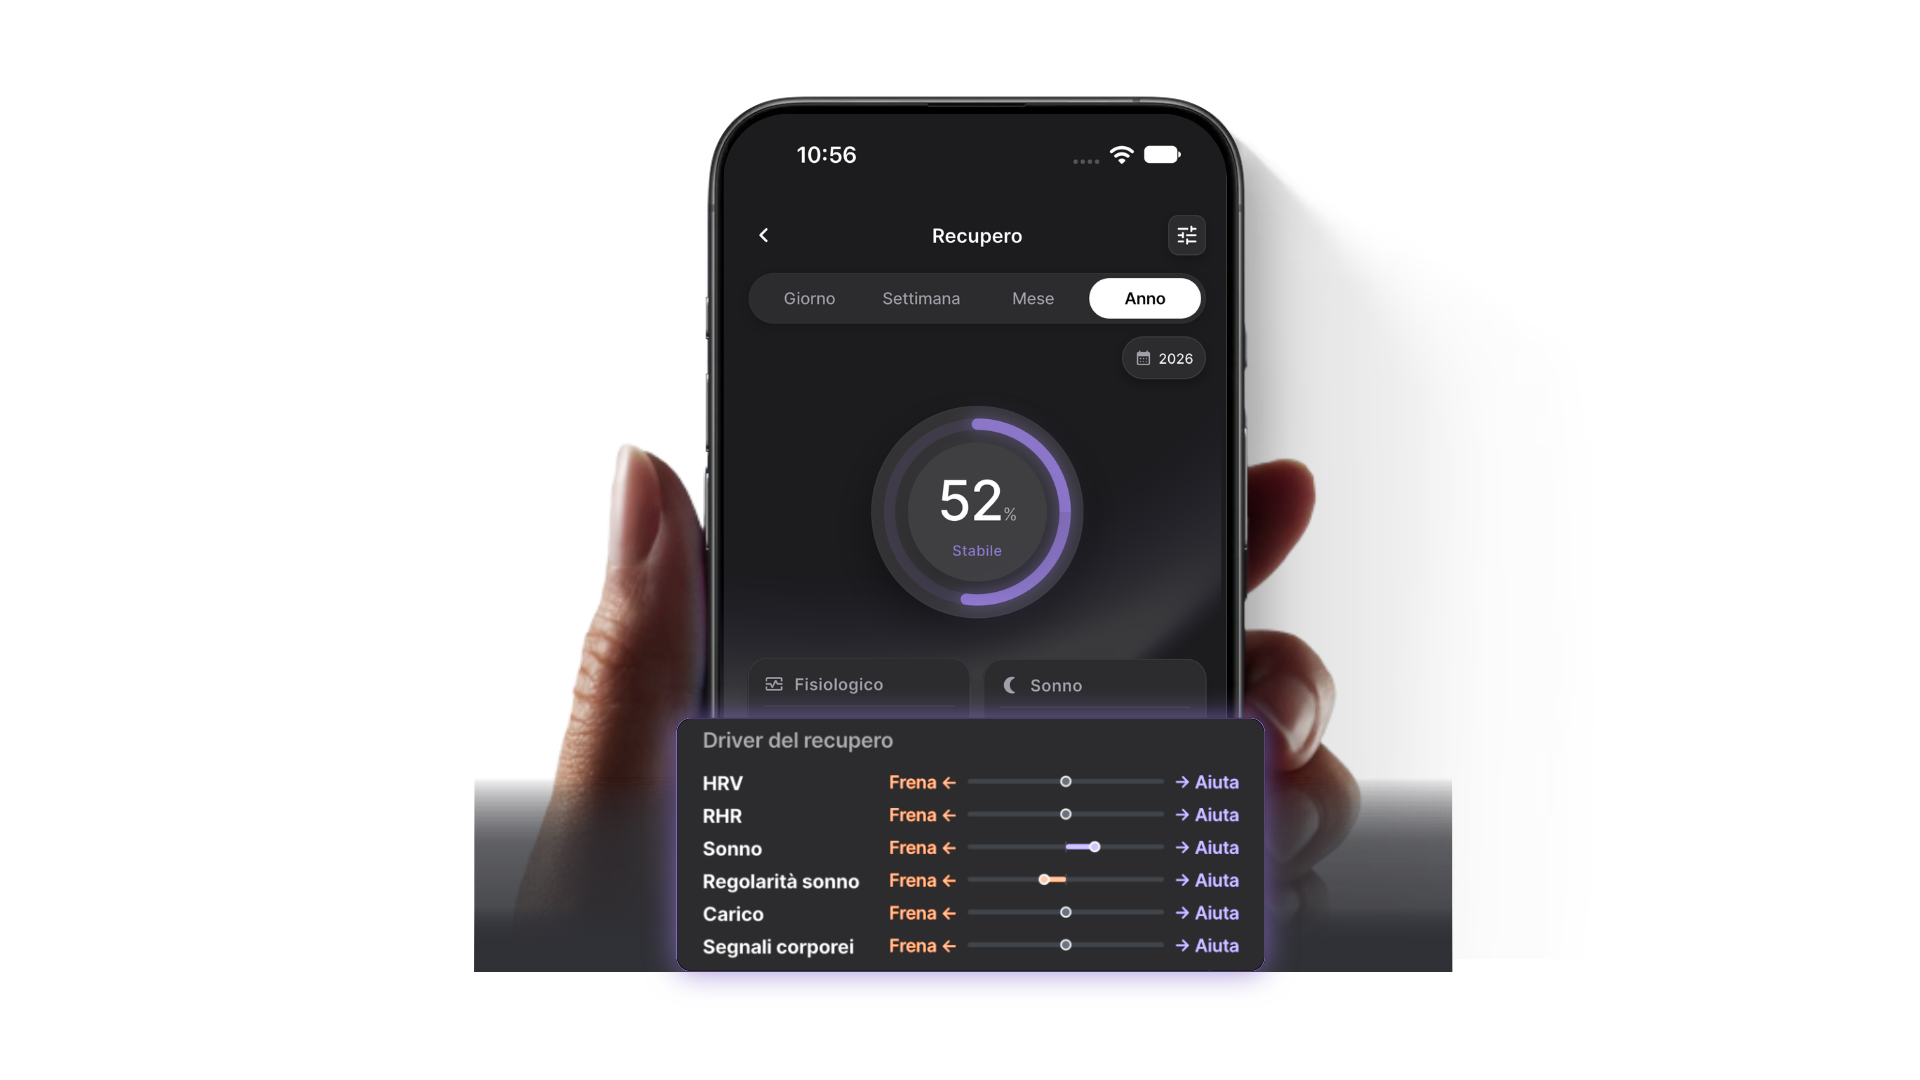 10:56
Recupero
Giorno Settimana Mese Anno
2026
52%
Stabile
Fisiologico Sonno
Driver del recupero
HRV Frena ← → Aiuta
RHR Frena ← → Aiuta
Sonno Frena ← → Aiuta
Regolarità sonno Frena ← → Aiuta
Carico Frena ← → Aiuta
Segnali corporei Frena ← → Aiuta